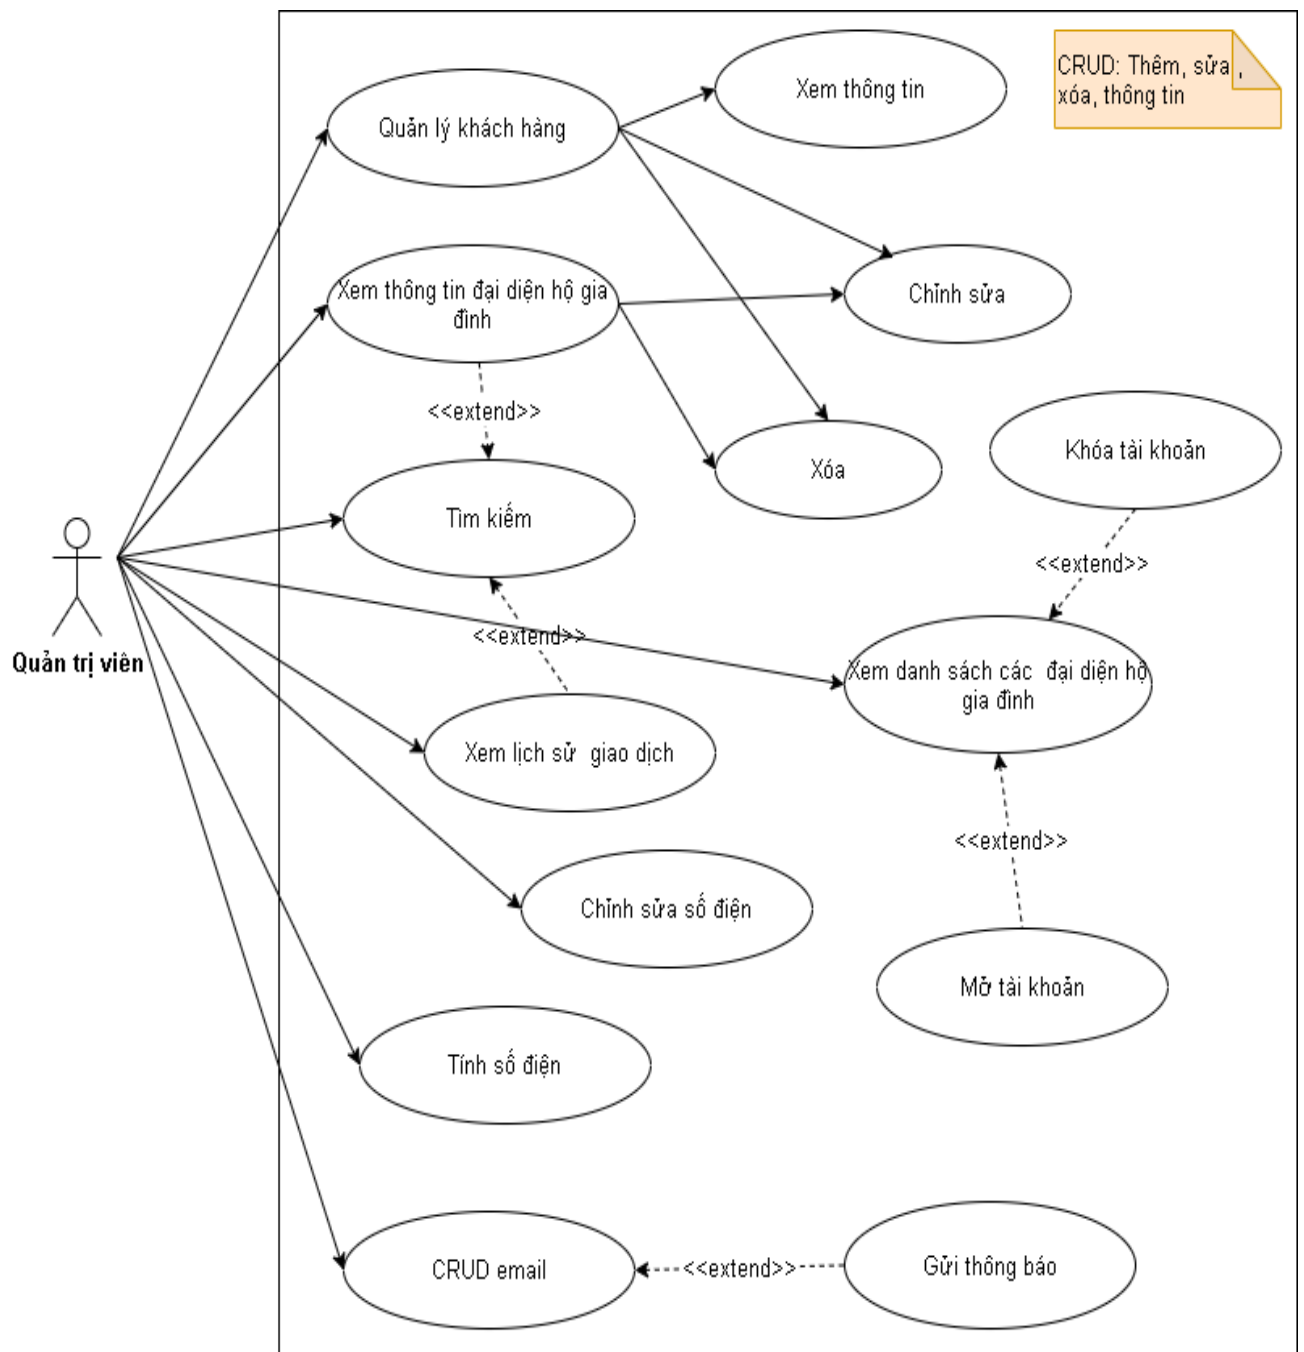 CRUD: Thêm, sửa ,
xóa, thông tin
Xem thông tin
Quản lý khách hàng
Xem thông tin đại diện hộ gia
đình
Chỉnh sửa
<<extend>>
Xóa
Khóa tài khoản
Tìm kiếm
<<extend>>
<<extend>>
Quản trị viên
Xem danh sách các đại diện hộ
gia đình
Xem lịch sử giao dịch
<<extend>>
Chỉnh sửa số điện
Mở tài khoản
Tính số điện
CRUD email
<<extend>>
Gửi thông báo